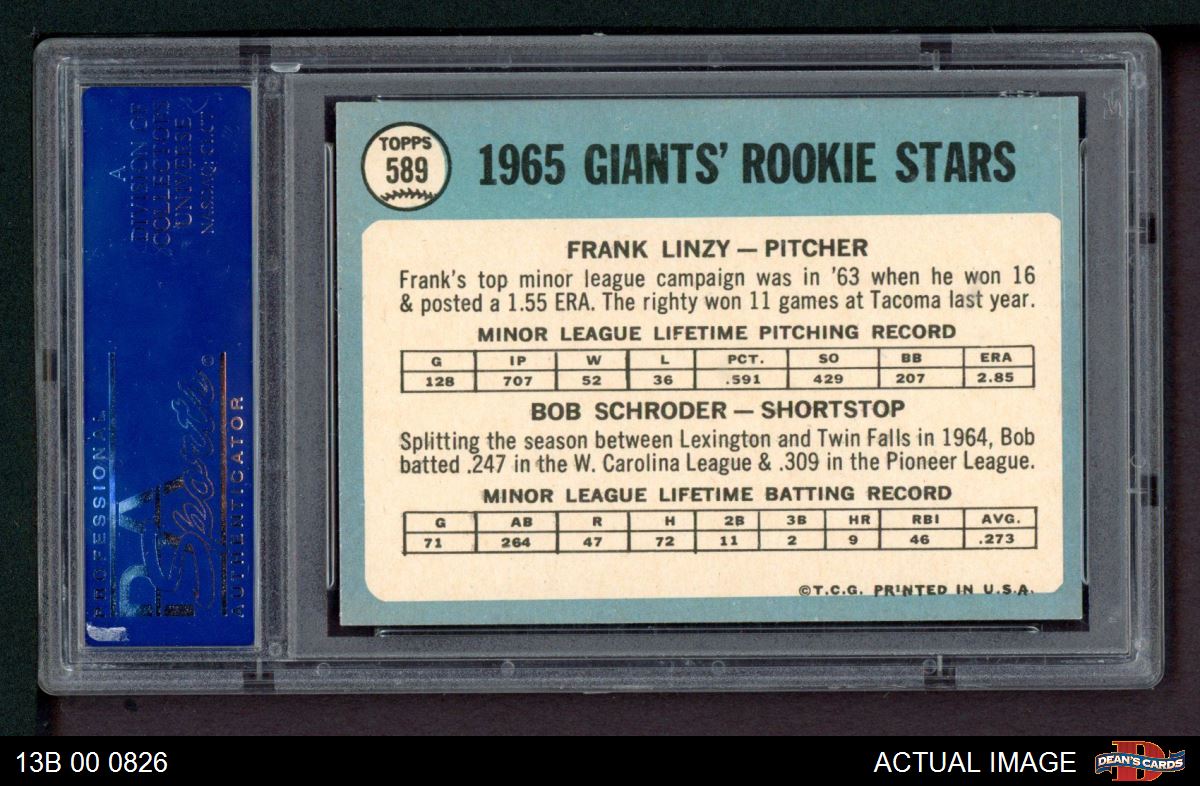 A
DIVISION OF
COLLECTORS
UNIVERSE
PROFESSIONAL
PSA
Sports
AUTHENTICATOR
©
TOPPS
589
1965 GIANTS' ROOKIE STARS
FRANK LINZY — PITCHER
Frank's top minor league campaign was in '63 when he won 16
& posted a 1.55 ERA. The righty won 11 games at Tacoma last year.
MINOR LEAGUE LIFETIME PITCHING RECORD
G IP W L PCT. SO BB ERA
128 707 52 36 .591 429 207 2.85
BOB SCHRODER — SHORTSTOP
Splitting the season between Lexington and Twin Falls in 1964, Bob
batted .247 in the W. Carolina League & .309 in the Pioneer League.
MINOR LEAGUE LIFETIME BATTING RECORD
G AB R H 2B 3B HR RBI AVG.
71 264 47 72 11 2 9 46 .273
©T.C.G. PRINTED IN U.S.A.
13B 00 0826
ACTUAL IMAGE
D
DEAN'S CARDS